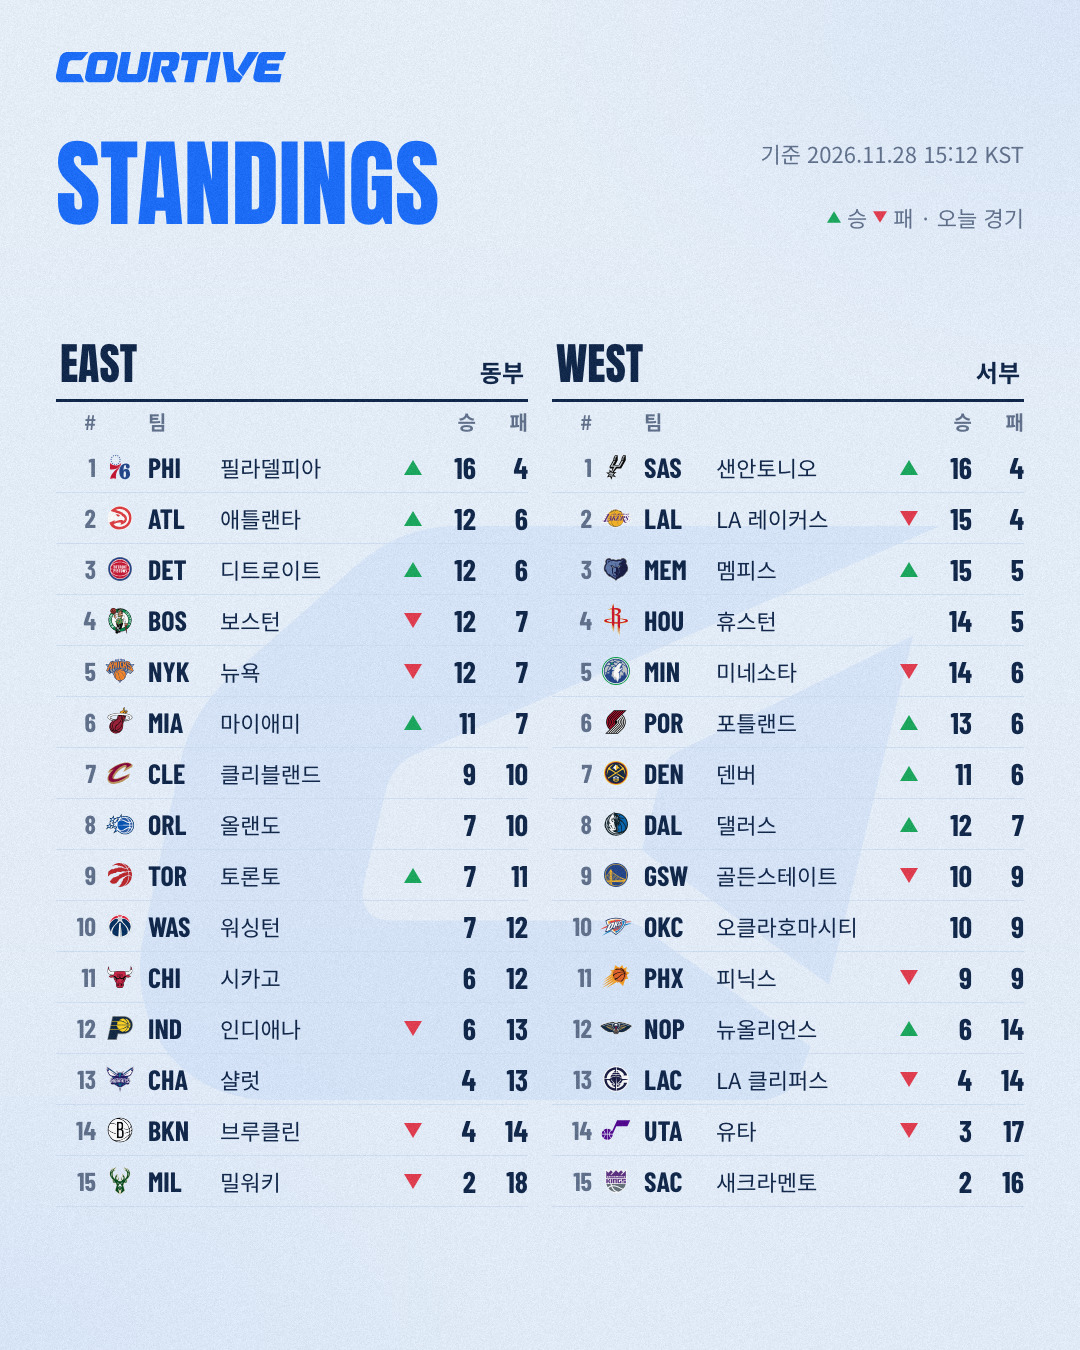 COURTIVE
STANDINGS
기준 2026.11.28 15:12 KST
▲ 승 ▼ 패 · 오늘 경기
EAST 동부
# 팀 승 패
1 PHI 필라델피아 ▲ 16 4
2 ATL 애틀랜타 ▲ 12 6
3 DET 디트로이트 ▲ 12 6
4 BOS 보스턴 ▼ 12 7
5 NYK 뉴욕 ▼ 12 7
6 MIA 마이애미 ▲ 11 7
7 CLE 클리블랜드 9 10
8 ORL 올랜도 7 10
9 TOR 토론토 ▲ 7 11
10 WAS 워싱턴 7 12
11 CHI 시카고 6 12
12 IND 인디애나 ▼ 6 13
13 CHA 샬럿 4 13
14 BKN 브루클린 ▼ 4 14
15 MIL 밀워키 ▼ 2 18
WEST 서부
# 팀 승 패
1 SAS 샌안토니오 ▲ 16 4
2 LAL LA 레이커스 ▼ 15 4
3 MEM 멤피스 ▲ 15 5
4 HOU 휴스턴 14 5
5 MIN 미네소타 ▼ 14 6
6 POR 포틀랜드 ▲ 13 6
7 DEN 덴버 ▲ 11 6
8 DAL 댈러스 ▲ 12 7
9 GSW 골든스테이트 ▼ 10 9
10 OKC 오클라호마시티 10 9
11 PHX 피닉스 ▼ 9 9
12 NOP 뉴올리언스 ▲ 6 14
13 LAC LA 클리퍼스 ▼ 4 14
14 UTA 유타 ▼ 3 17
15 SAC 새크라멘토 2 16